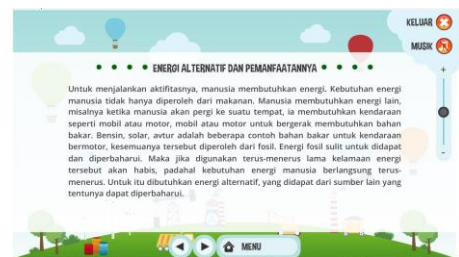 KELUAR
MUSIK
ENERGI ALTERNATIF DAN PEMANFAATANNYA
Untuk menjalankan aktifitasnya, manusia membutuhkan energi. Kebutuhan energi
manusia tidak hanya diperoleh dari makanan. Manusia membutuhkan energi lain,
misalnya ketika manusia akan pergi ke suatu tempat, ia membutuhkan kendaraan
seperti mobil atau motor, mobil atau motor untuk bergerak membutuhkan bahan
bakar. Bensin, solar, avtur adalah beberapa contoh bahan bakar untuk kendaraan
bermotor, kesemuanya tersebut diperoleh dari fosil. Energi fosil sulit untuk didapat
dan diperbaharui. Maka jika digunakan terus-menerus lama kelamaan energi
tersebut akan habis, padahal kebutuhan energi manusia berlangsung terus-
menerus. Untuk itu dibutuhkan energi alternatif, yang didapat dari sumber lain yang
tentunya dapat diperbaharui.
MENU